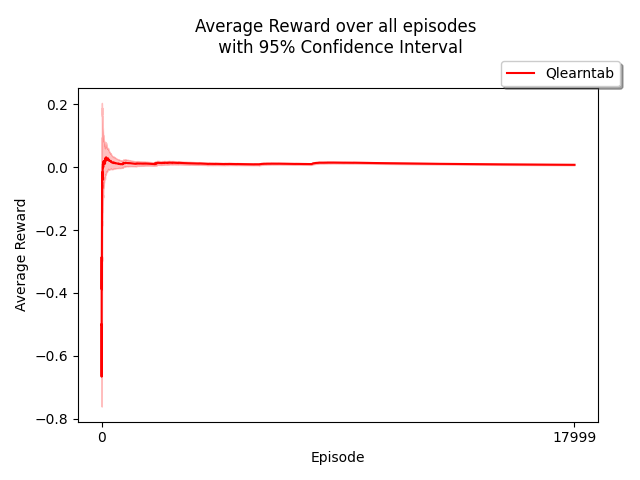 Average Reward over all episodes
with 95% Confidence Interval
Qlearntab
0.2
0.0
−0.2
−0.4
−0.6
−0.8
Average Reward
0
17999
Episode